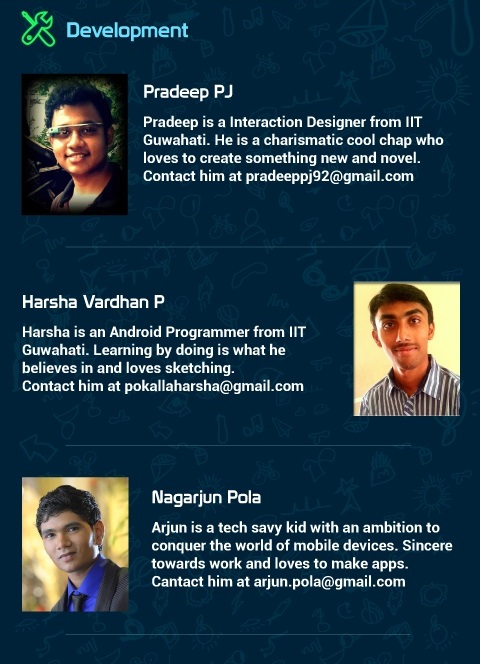 Development
Pradeep PJ
Pradeep is a Interaction Designer from IIT
Guwahati. He is a charismatic cool chap who
loves to create something new and novel.
Contact him at pradeeppj92@gmail.com
Harsha Vardhan P
Harsha is an Android Programmer from IIT
Guwahati. Learning by doing is what he
believes in and loves sketching.
Contact him at pokallaharsha@gmail.com
Nagarjun Pola
Arjun is a tech savy kid with an ambition to
conquer the world of mobile devices. Sincere
towards work and loves to make apps.
Cantact him at arjun.pola@gmail.com